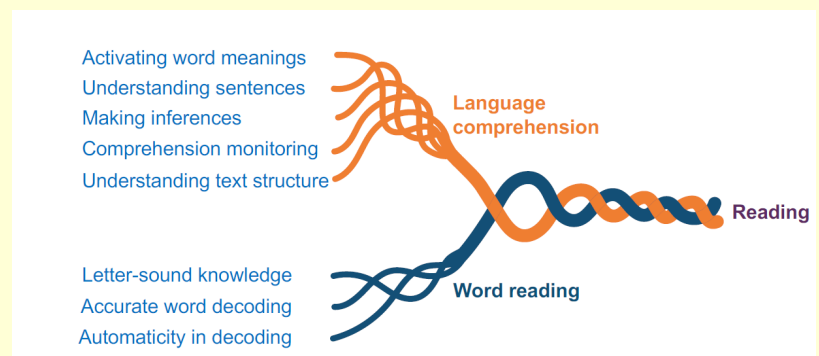 Activating word meanings
Understanding sentences
Making inferences
Comprehension monitoring
Understanding text structure
Language
comprehension
Reading
Letter-sound knowledge
Accurate word decoding
Automaticity in decoding
Word reading